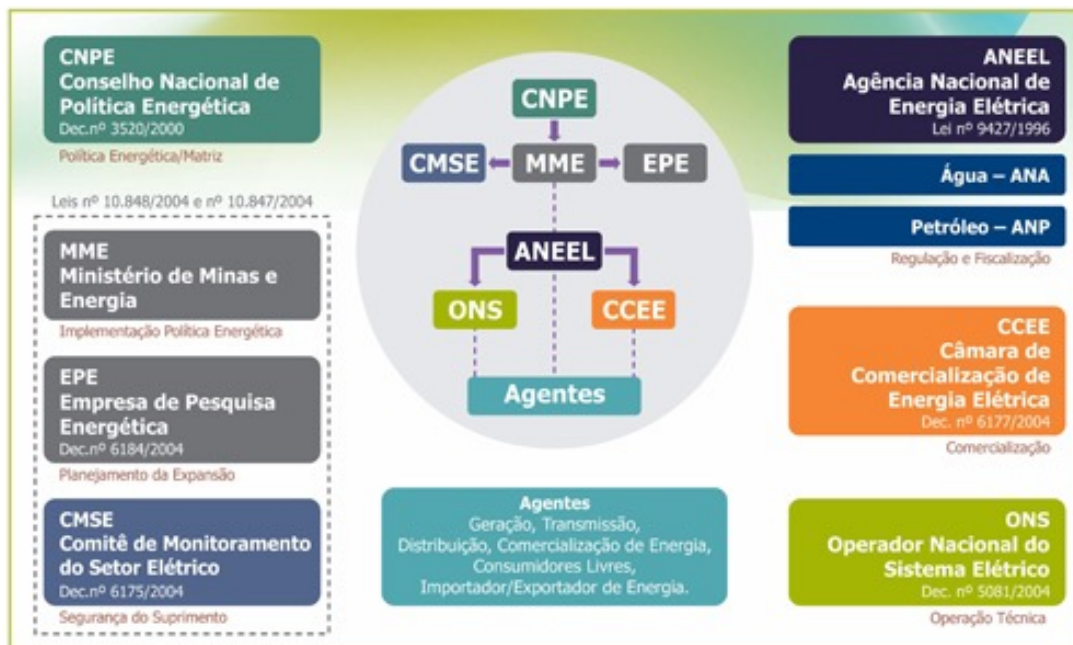 CNPE
Conselho Nacional de
Política Energética
Dec.nº 3520/2000
Política Energética/Matriz
Leis nº 10.848/2004 e nº 10.847/2004
MME
Ministério de Minas e
Energia
Implementação Política Energética
EPE
Empresa de Pesquisa
Energética
Dec.nº 6184/2004
Planejamento da Expansão
CMSE
Comitê de Monitoramento
do Setor Elétrico
Dec.nº 6175/2004
Segurança do Suprimento
CNPE
CMSE
MME
EPE
ANEEL
ONS
CCEE
Agentes
Agentes
Geração, Transmissão,
Distribuição, Comercialização de Energia,
Consumidores Livres,
Importador/Exportador de Energia.
ANEEL
Agência Nacional de
Energia Elétrica
Lei nº 9427/1996
Água – ANA
Petróleo – ANP
Regulação e Fiscalização
CCEE
Câmara de
Comercialização de
Energia Elétrica
Dec. nº 6177/2004
Comercialização
ONS
Operador Nacional do
Sistema Elétrico
Dec. nº 5081/2004
Operação Técnica